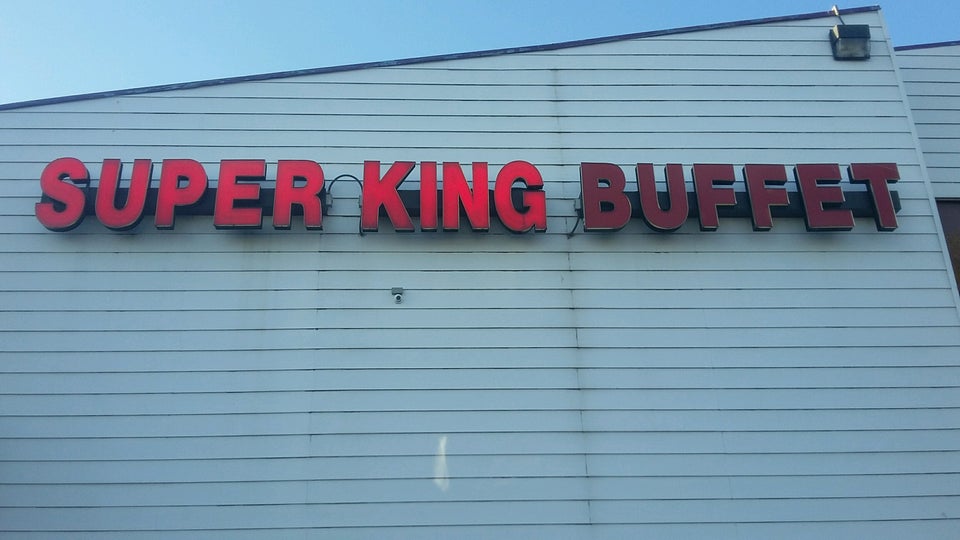 SUPER KING BUFFET